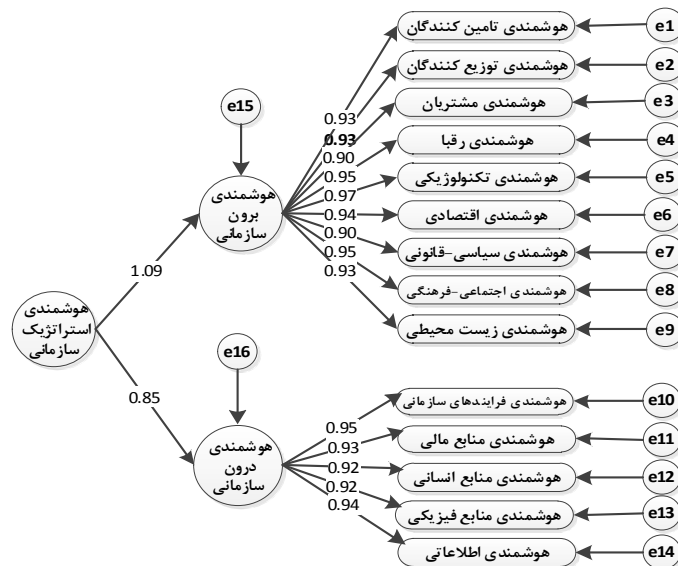 هوشمندی تامین کنندگان
e1
هوشمندی توزیع کنندگان
e2
هوشمندی مشتریان
e3
هوشمندی رقبا
e4
هوشمندی تکنولوژیکی
e5
هوشمندی اقتصادی
e6
هوشمندی سیاسی-قانونی
e7
هوشمندی اجتماعی-فرهنگی
e8
هوشمندی زیست محیطی
e9
0.93
0.93
0.90
0.95
0.97
0.94
0.90
0.95
0.93
e15
هوشمندی
برون
سازمانی
1.09
هوشمندی
استراتژیک
سازمانی
0.85
e16
هوشمندی
درون
سازمانی
0.95
0.93
0.92
0.92
0.94
هوشمندی فرایندهای سازمانی
e10
هوشمندی منابع مالی
e11
هوشمندی منابع انسانی
e12
هوشمندی منابع فیزیکی
e13
هوشمندی اطلاعاتی
e14